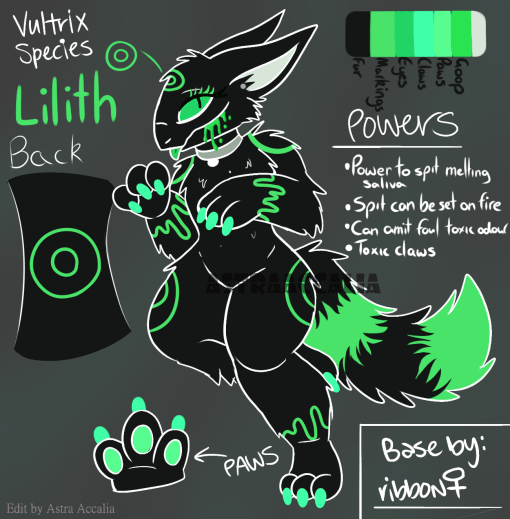 Vultrix
Species
Lilith
Back
Fur
Markings
Eyes
Claws
Paws
Goop
Powers
•Power to spit melting
saliva
•Spit can be set on fire
•Can omit foul toxic odour
•Toxic claws
ASTRAACCALIA
PAWS
Base by:
ribbon♀
Edit by Astra Accalia